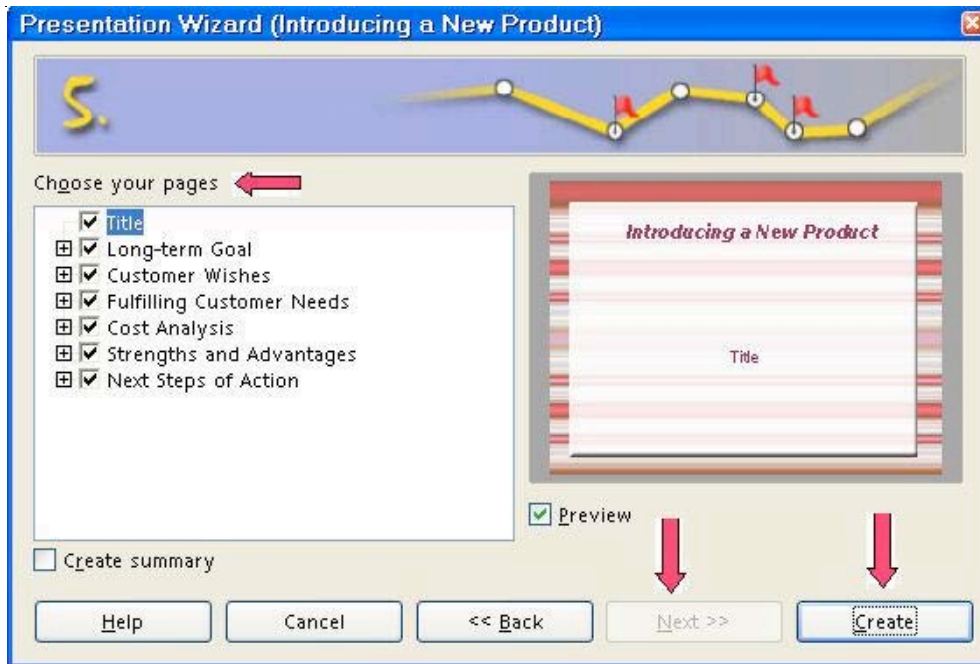 Presentation Wizard (Introducing a New Product)
S.
Choose your pages
Title
Long-term Goal
Customer Wishes
Fulfilling Customer Needs
Cost Analysis
Strengths and Advantages
Next Steps of Action
Introducing a New Product
Title
Preview
Create summary
Help
Cancel
<< Back
Next >>
Create